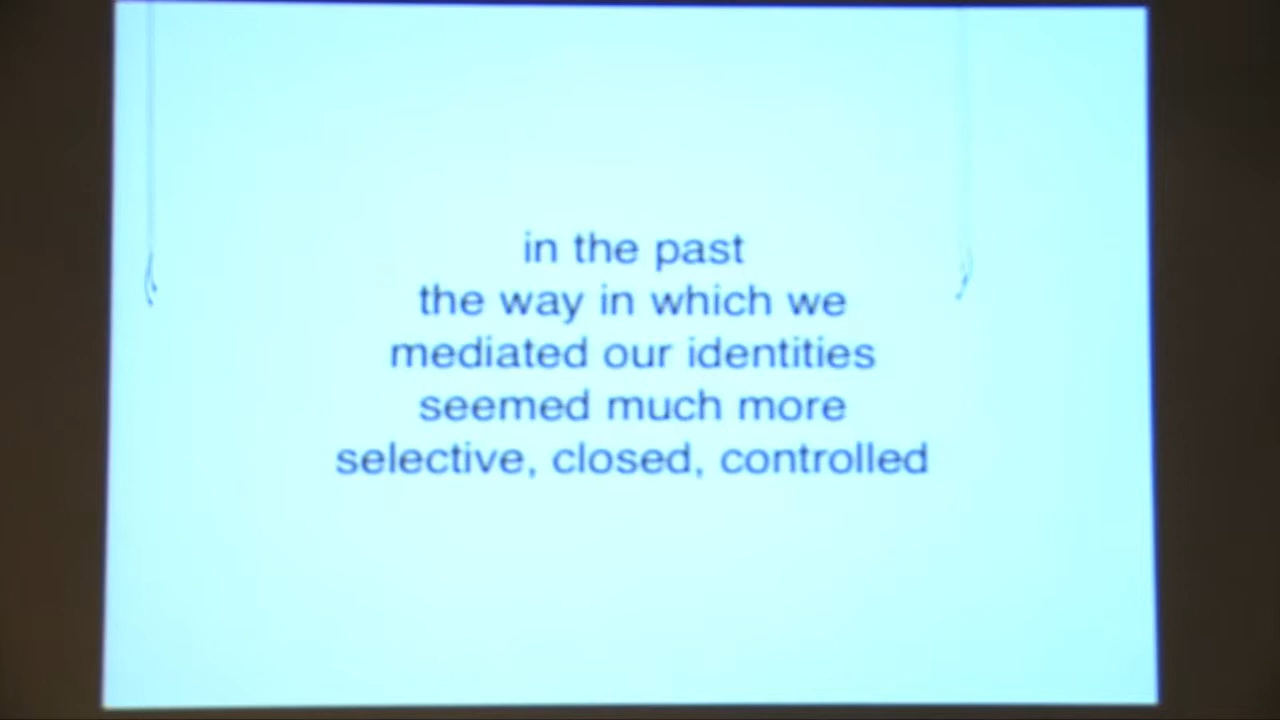 in the past
the way in which we
mediated our identities
seemed much more
selective, closed, controlled